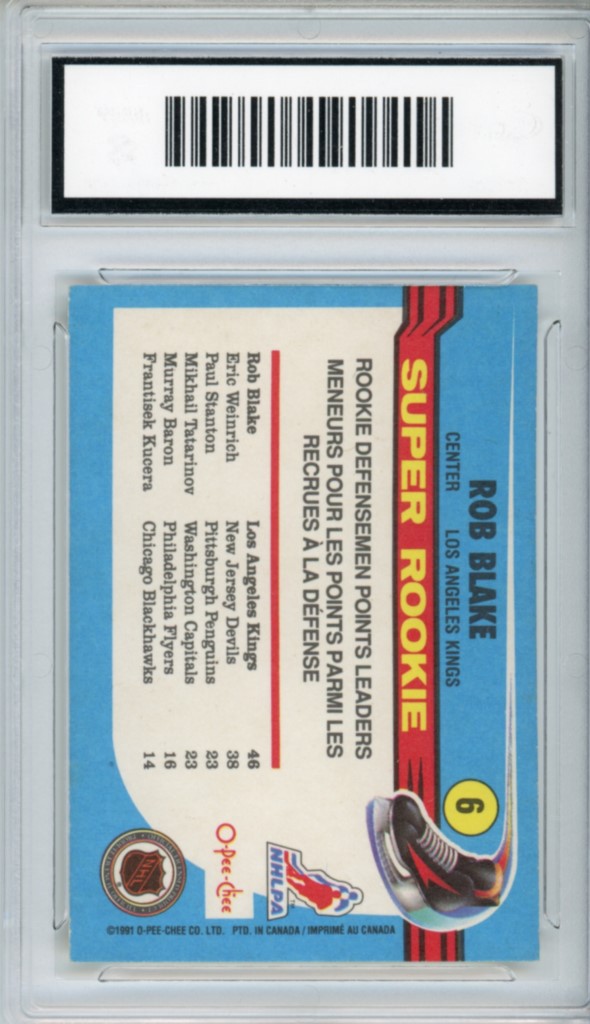 ROB BLAKE
6
CENTER LOS ANGELES KINGS
SUPER ROOKIE
ROOKIE DEFENSEMEN POINTS LEADERS
MENEURS POUR LES POINTS PARMI LES
RECRUES À LA DÉFENSE
Rob Blake Los Angeles Kings 46
Eric Weinrich New Jersey Devils 38
Paul Stanton Pittsburgh Penguins 23
Mikhail Tatarinov Washington Capitals 23
Murray Baron Philadelphia Flyers 16
Frantisek Kucera Chicago Blackhawks 14
NHLPA
TM
O-Pee-Chee
NHL
©1991 O-PEE-CHEE CO. LTD. PTD. IN CANADA / IMPRIMÉ AU CANADA